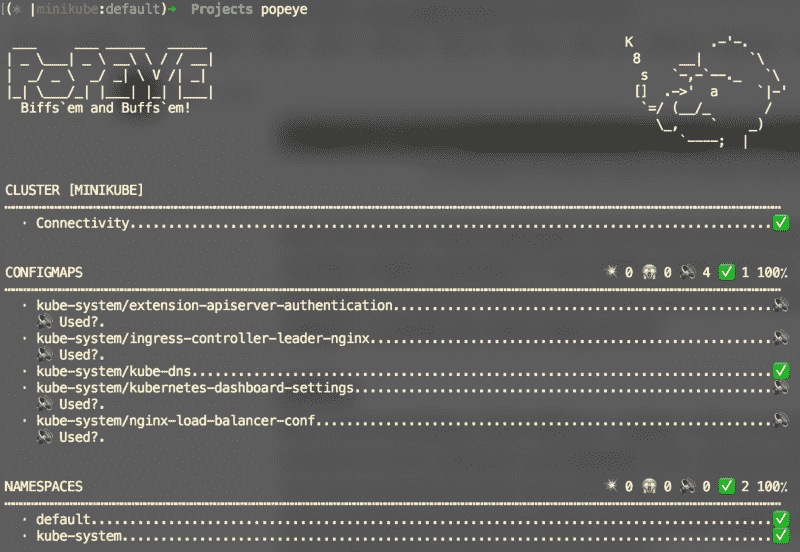 (* |minikube:default)➜ Projects popeye
POPEYE
K
8
s
[]
a
Biffs`em and Buffs`em!
CLUSTER [MINIKUBE]
· Connectivity..................................................................................✅
CONFIGMAPS 💥 0 😱 0 🔊 4 ✅ 1 100%
· kube-system/extension-apiserver-authentication................................................🔊
🔊 Used?.
· kube-system/ingress-controller-leader-nginx...................................................🔊
🔊 Used?.
· kube-system/kube-dns..........................................................................✅
· kube-system/kubernetes-dashboard-settings.....................................................🔊
🔊 Used?.
· kube-system/nginx-load-balancer-conf..........................................................🔊
🔊 Used?.
NAMESPACES 💥 0 😱 0 🔊 0 ✅ 2 100%
· default.......................................................................................✅
· kube-system...................................................................................✅